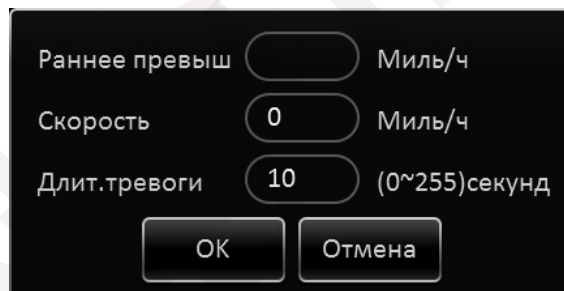 Раннее превыш Миль/ч
Скорость 0 Миль/ч
Длит.тревоги 10 (0~255)секунд
OK Отмена